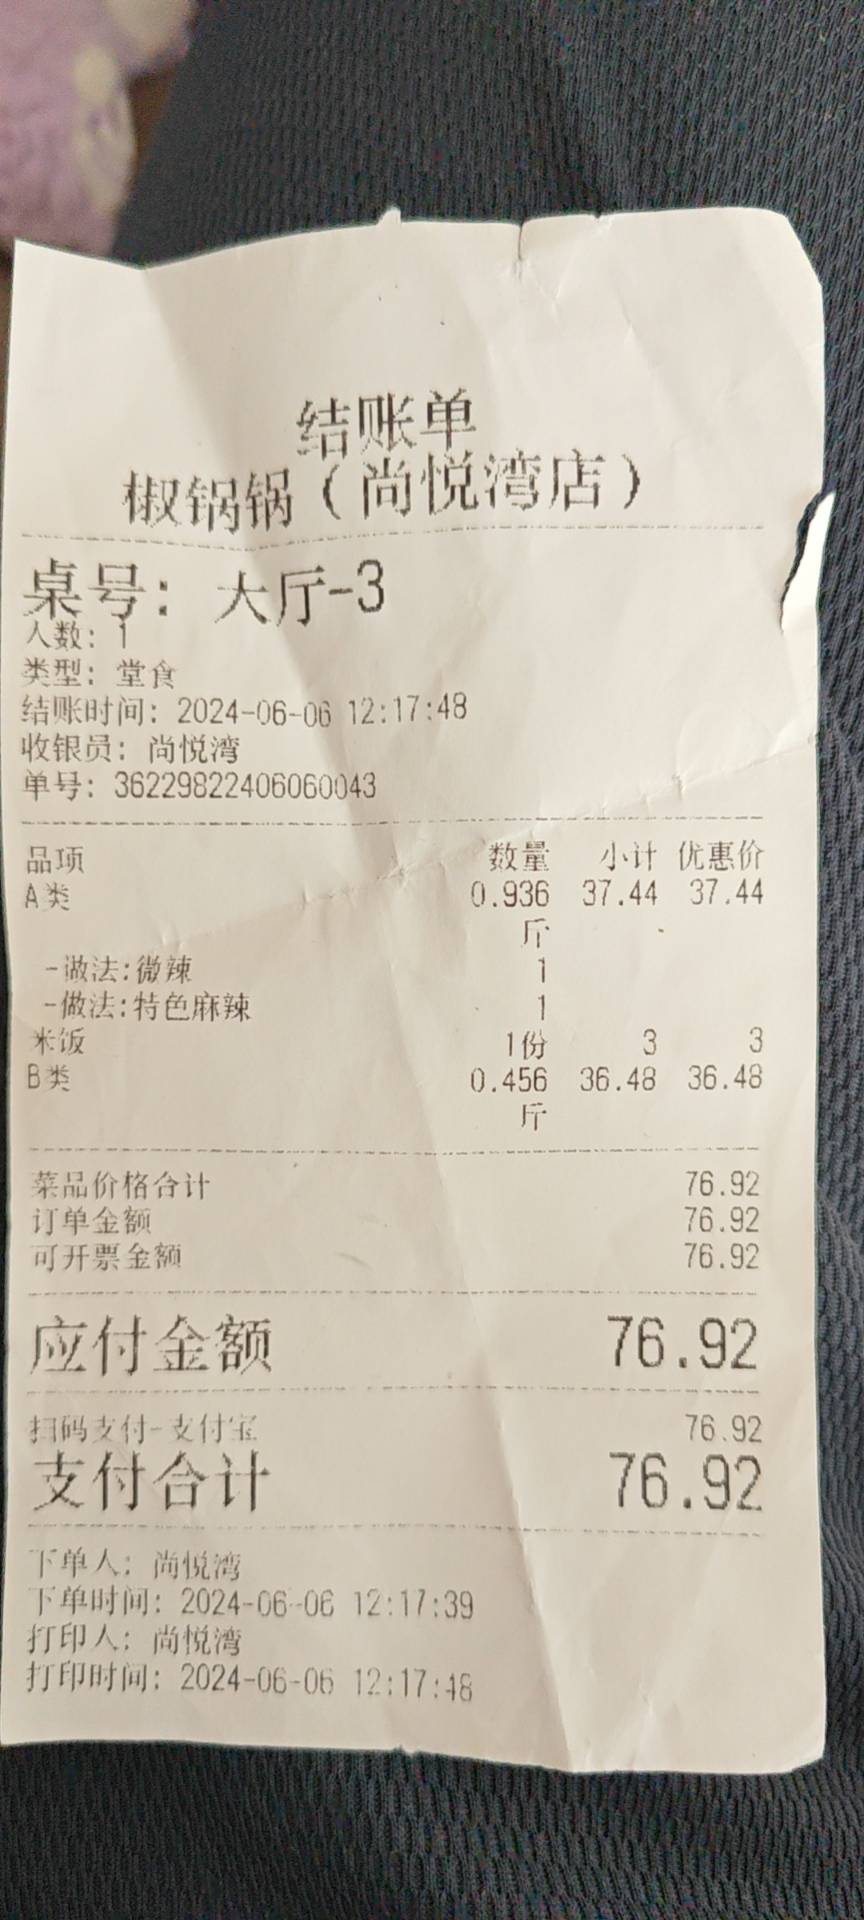 结账单
椒锅锅（尚悦湾店）
桌号：大厅-3
人数：1
类型：堂食
结账时间：2024-06-06 12:17:48
收银员：尚悦湾
单号：36229822406060043
品项 数量 小计 优惠价
A类 0.936 37.44 37.44
斤
-做法:微辣 1
-做法:特色麻辣 1
米饭 1份 3 3
B类 0.456 36.48 36.48
斤
菜品价格合计 76.92
订单金额 76.92
可开票金额 76.92
应付金额 76.92
扫码支付-支付宝 76.92
支付合计 76.92
下单人：尚悦湾
下单时间：2024-06-06 12:17:39
打印人：尚悦湾
打印时间：2024-06-06 12:17:48